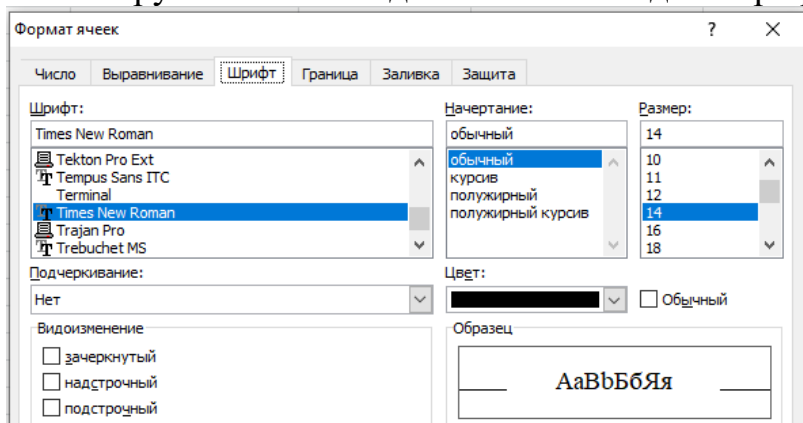 Формат ячеек ?
Число Выравнивание Шрифт Граница Заливка Защита
Шрифт: Начертание: Размер:
Times New Roman обычный 14
Tekton Pro Ext обычный 10
Tempus Sans ITC курсив 11
Terminal полужирный 12
Times New Roman полужирный курсив 14
Trajan Pro 16
Trebuchet MS 18
Подчеркивание: Цвет:
Нет Обычный
Видоизменение Образец
зачеркнутый
надстрочный АаВbБбЯя
подстрочный